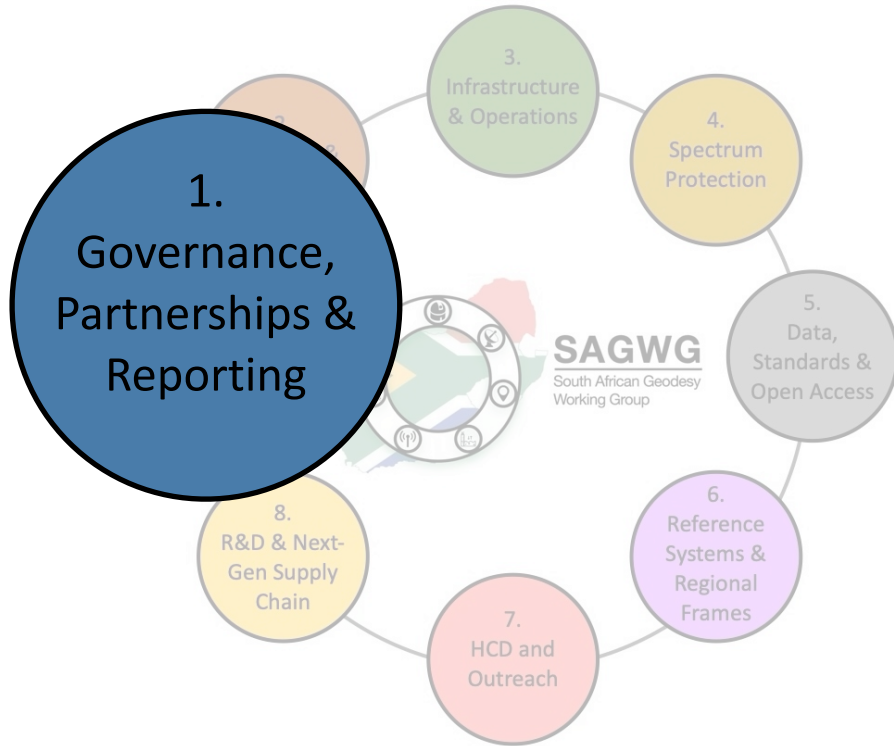 1.
Governance,
Partnerships &
Reporting
2.
&
3.
Infrastructure
& Operations
4.
Spectrum
Protection
5.
Data,
Standards &
Open Access
6.
Reference
Systems &
Regional
Frames
7.
HCD and
Outreach
8.
R&D & Next-
Gen Supply
Chain
SAGWG
South African Geodesy
Working Group